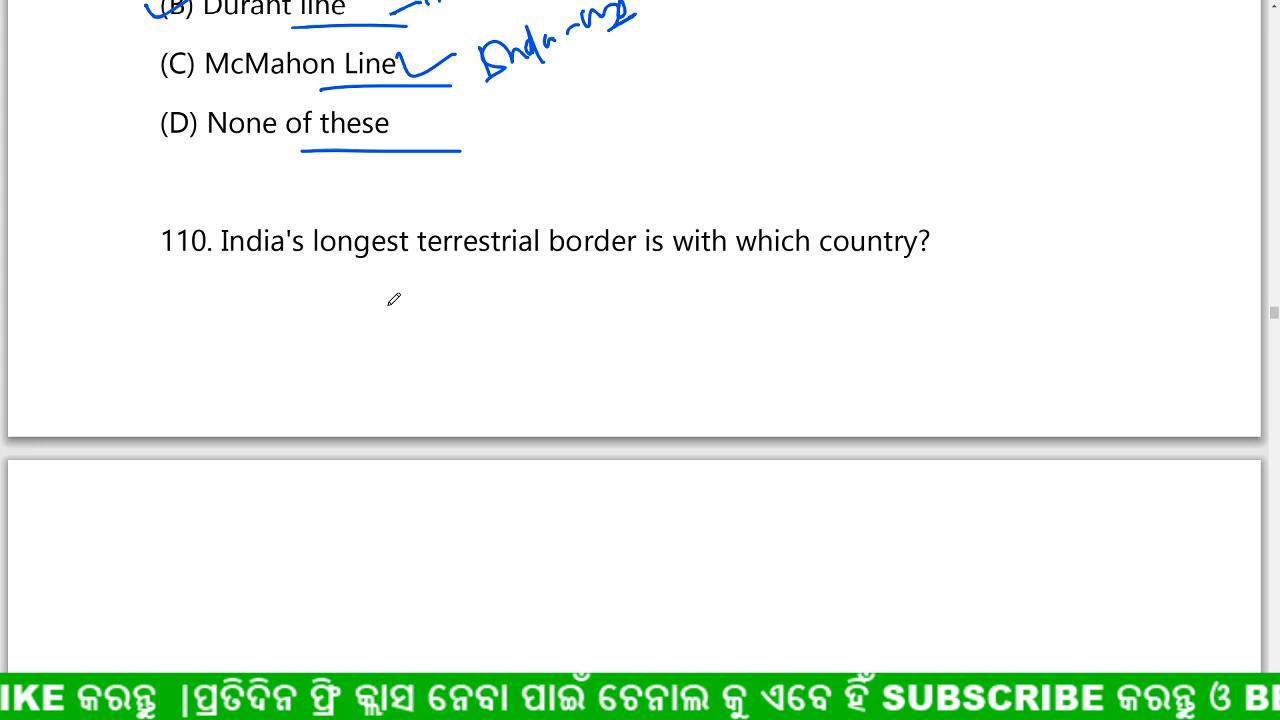 (B) Durant line
(C) McMahon Line
(D) None of these
110. India's longest terrestrial border is with which country?
IKE କରନ୍ତୁ |ପ୍ରତିଦିନ ଫ୍ରି କ୍ଲାସ ନେବା ପାଇଁ ଚେନାଲ କୁ ଏବେ ହିଁ SUBSCRIBE କରନ୍ତୁ ଓ BE